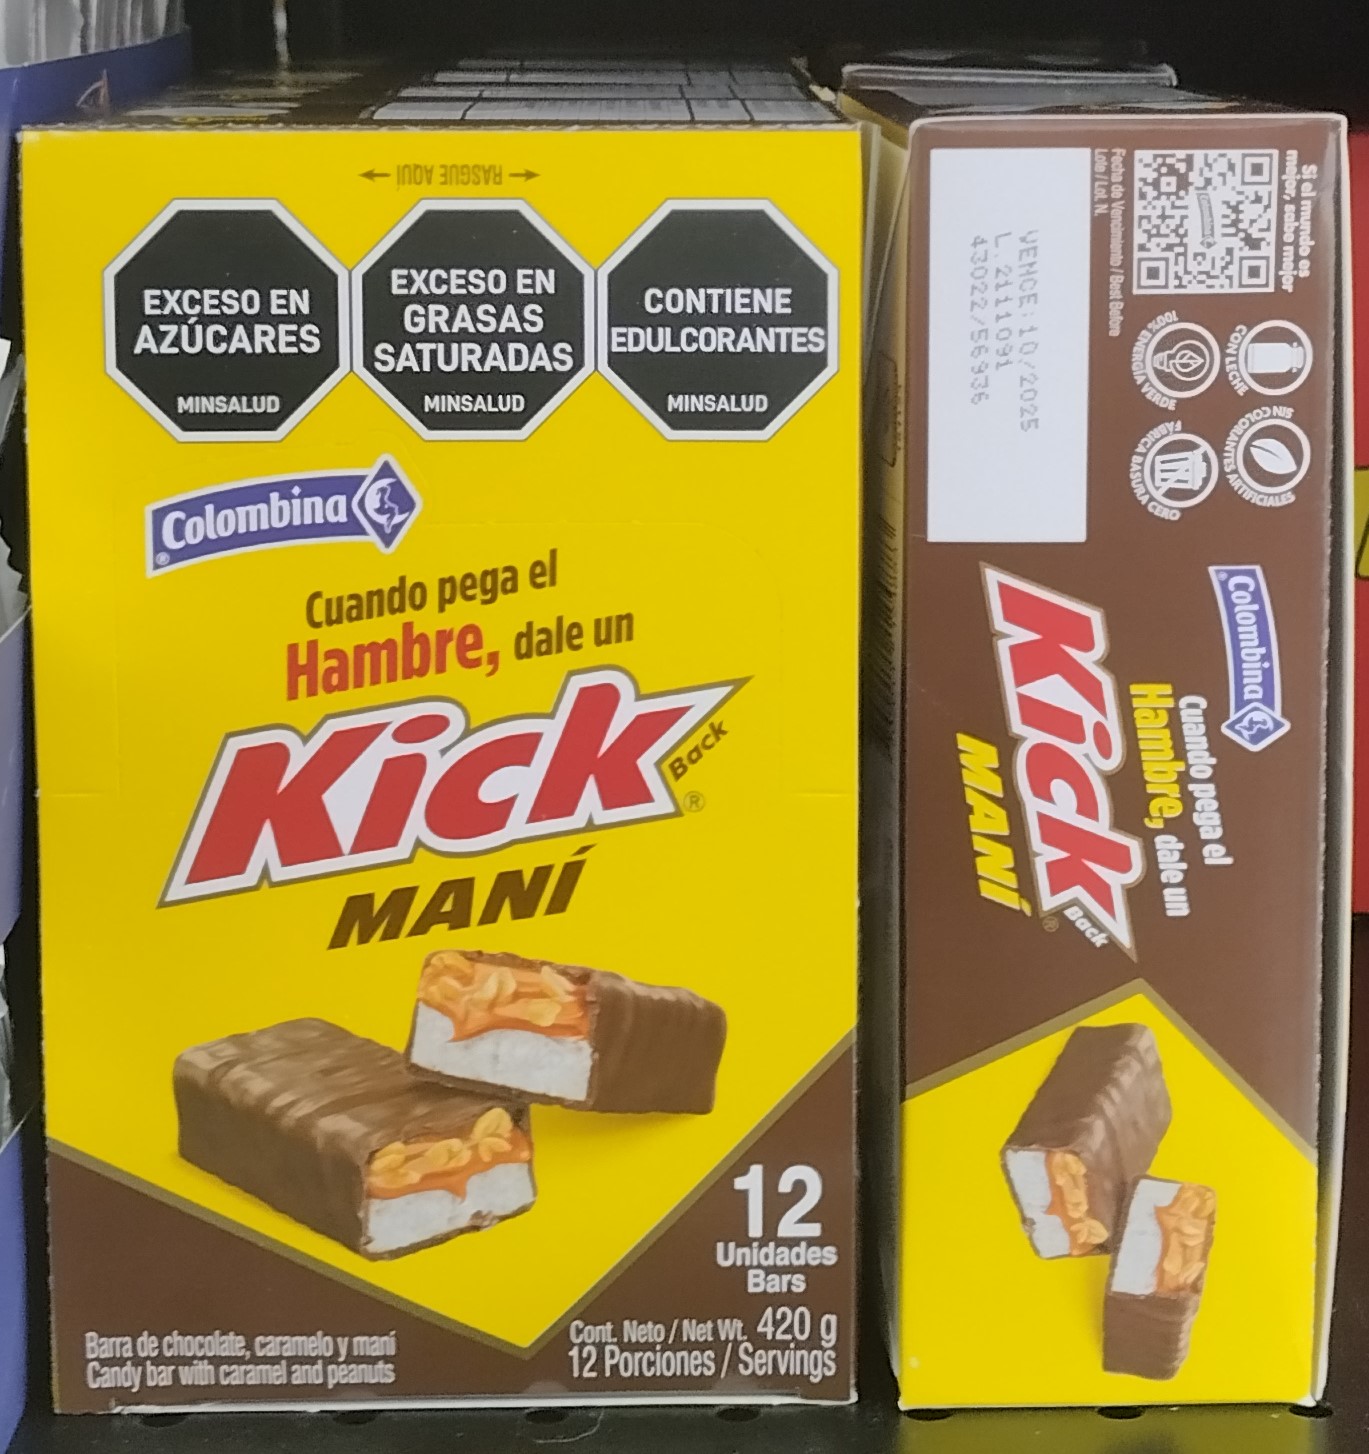 RASGUE AQUÍ
EXCESO EN
AZÚCARES
MINSALUD
EXCESO EN
GRASAS
SATURADAS
MINSALUD
CONTIENE
EDULCORANTES
MINSALUD
Colombina
®
Cuando pega el
Hambre, dale un
Kick
Back
®
MANÍ
12
Unidades
Bars
Barra de chocolate, caramelo y maní
Candy bar with caramel and peanuts
Cont. Neto / Net Wt. 420 g
12 Porciones / Servings
Si el mundo es
mejor, sabe mejor
Colombina
Fecha de Vencimiento / Best Before
Lote / Lot. N.
VENCE: 10/2025
L. 2111091
43022/56936
CON LECHE
100% ENERGÍA VERDE
SIN COLORANTES ARTIFICIALES
FÁBRICA BASURA CERO
Colombina
®
Cuando pega el
Hambre, dale un
Kick
Back
®
MANÍ